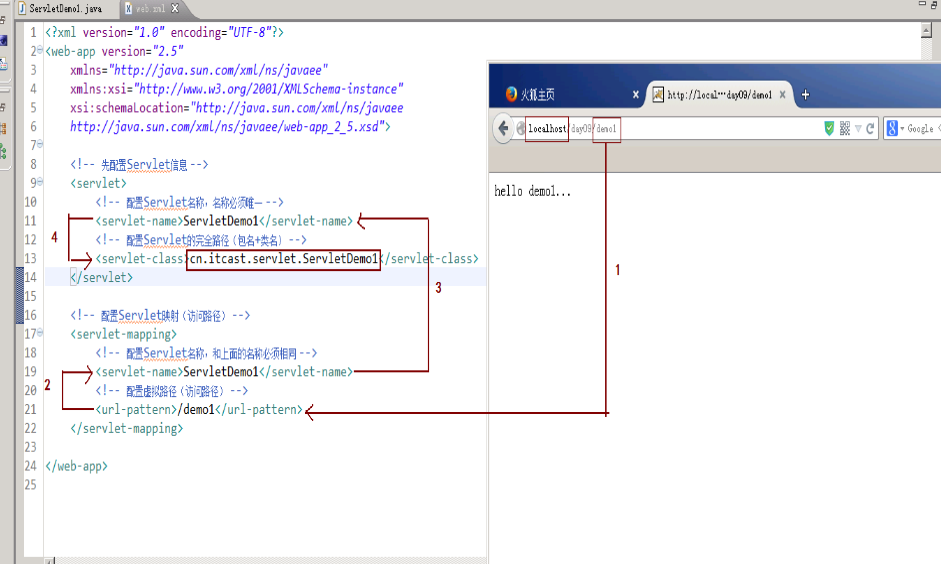 ServletDemo1.java
web.xml
1 <?xml version="1.0" encoding="UTF-8"?>
2 <web-app version="2.5"
3 xmlns="http://java.sun.com/xml/ns/javaee"
4 xmlns:xsi="http://www.w3.org/2001/XMLSchema-instance"
5 xsi:schemaLocation="http://java.sun.com/xml/ns/javaee
6 http://java.sun.com/xml/ns/javaee/web-app_2_5.xsd">
7
8 <!-- 先配置Servlet信息 -->
9 <servlet>
10 <!-- 配置Servlet名称，名称必须唯一 -->
11 <servlet-name>ServletDemo1</servlet-name>
12 <!-- 配置Servlet的完全路径（包名+类名） -->
13 <servlet-class>cn.itcast.servlet.ServletDemo1</servlet-class>
14 </servlet>
15
16 <!-- 配置Servlet映射（访问路径） -->
17 <servlet-mapping>
18 <!-- 配置Servlet名称，和上面的名称必须相同 -->
19 <servlet-name>ServletDemo1</servlet-name>
20 <!-- 配置虚拟路径（访问路径） -->
21 <url-pattern>/demo1</url-pattern>
22 </servlet-mapping>
23
24 </web-app>
25
4
3
2
1
火狐主页
http://local…day09/demo1
localhost/day09/demo1
Google
hello demo1...